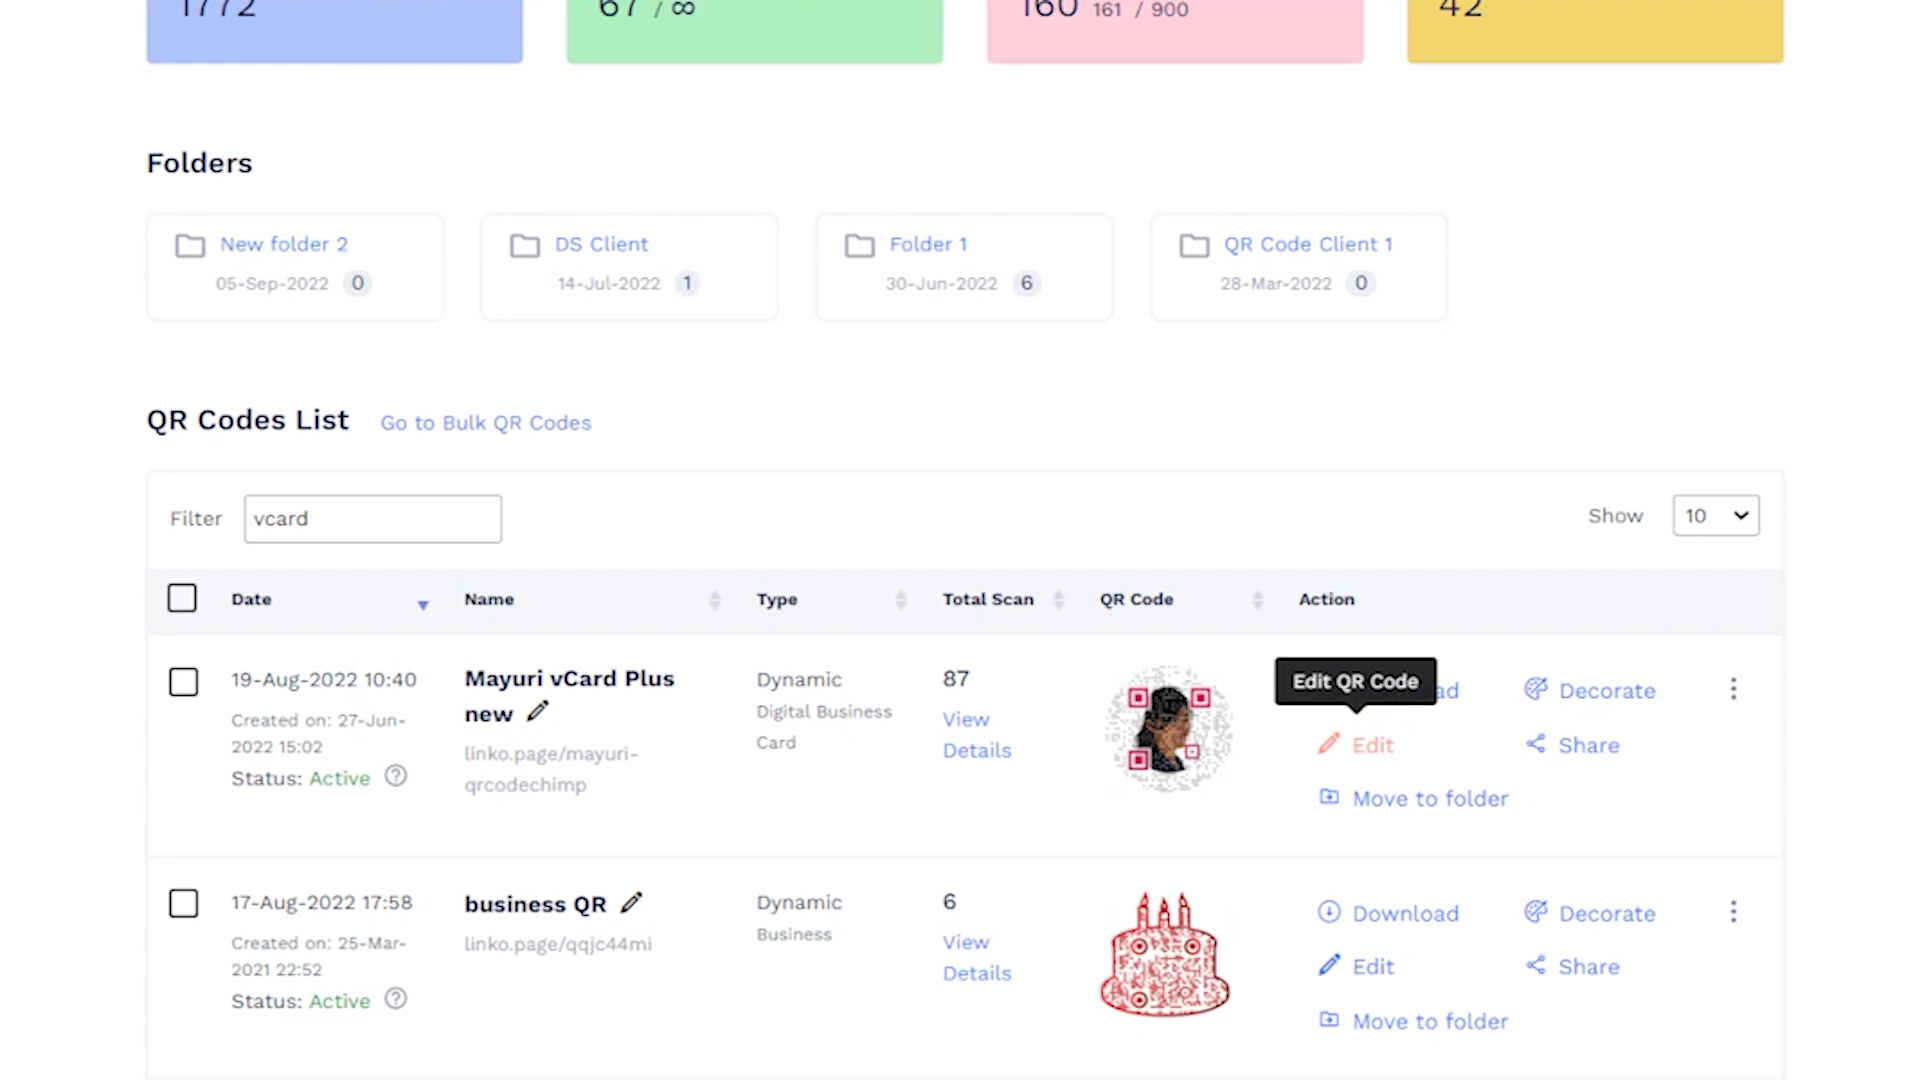 1772
67 / ∞
160 161 / 900
42
Folders
New folder 2
05-Sep-2022 0
DS Client
14-Jul-2022 1
Folder 1
30-Jun-2022 6
QR Code Client 1
28-Mar-2022 0
QR Codes List Go to Bulk QR Codes
Filter vcard Show 10
Date Name Type Total Scan QR Code Action
19-Aug-2022 10:40
Created on: 27-Jun-
2022 15:02
Status: Active ?
Mayuri vCard Plus
new
linko.page/mayuri-
qrcodechimp
Dynamic
Digital Business
Card
87
View
Details
Edit QR Code
ad
Decorate
Edit
Share
Move to folder
17-Aug-2022 17:58
Created on: 25-Mar-
2021 22:52
Status: Active ?
business QR
linko.page/qqjc44mi
Dynamic
Business
6
View
Details
Download
Decorate
Edit
Share
Move to folder